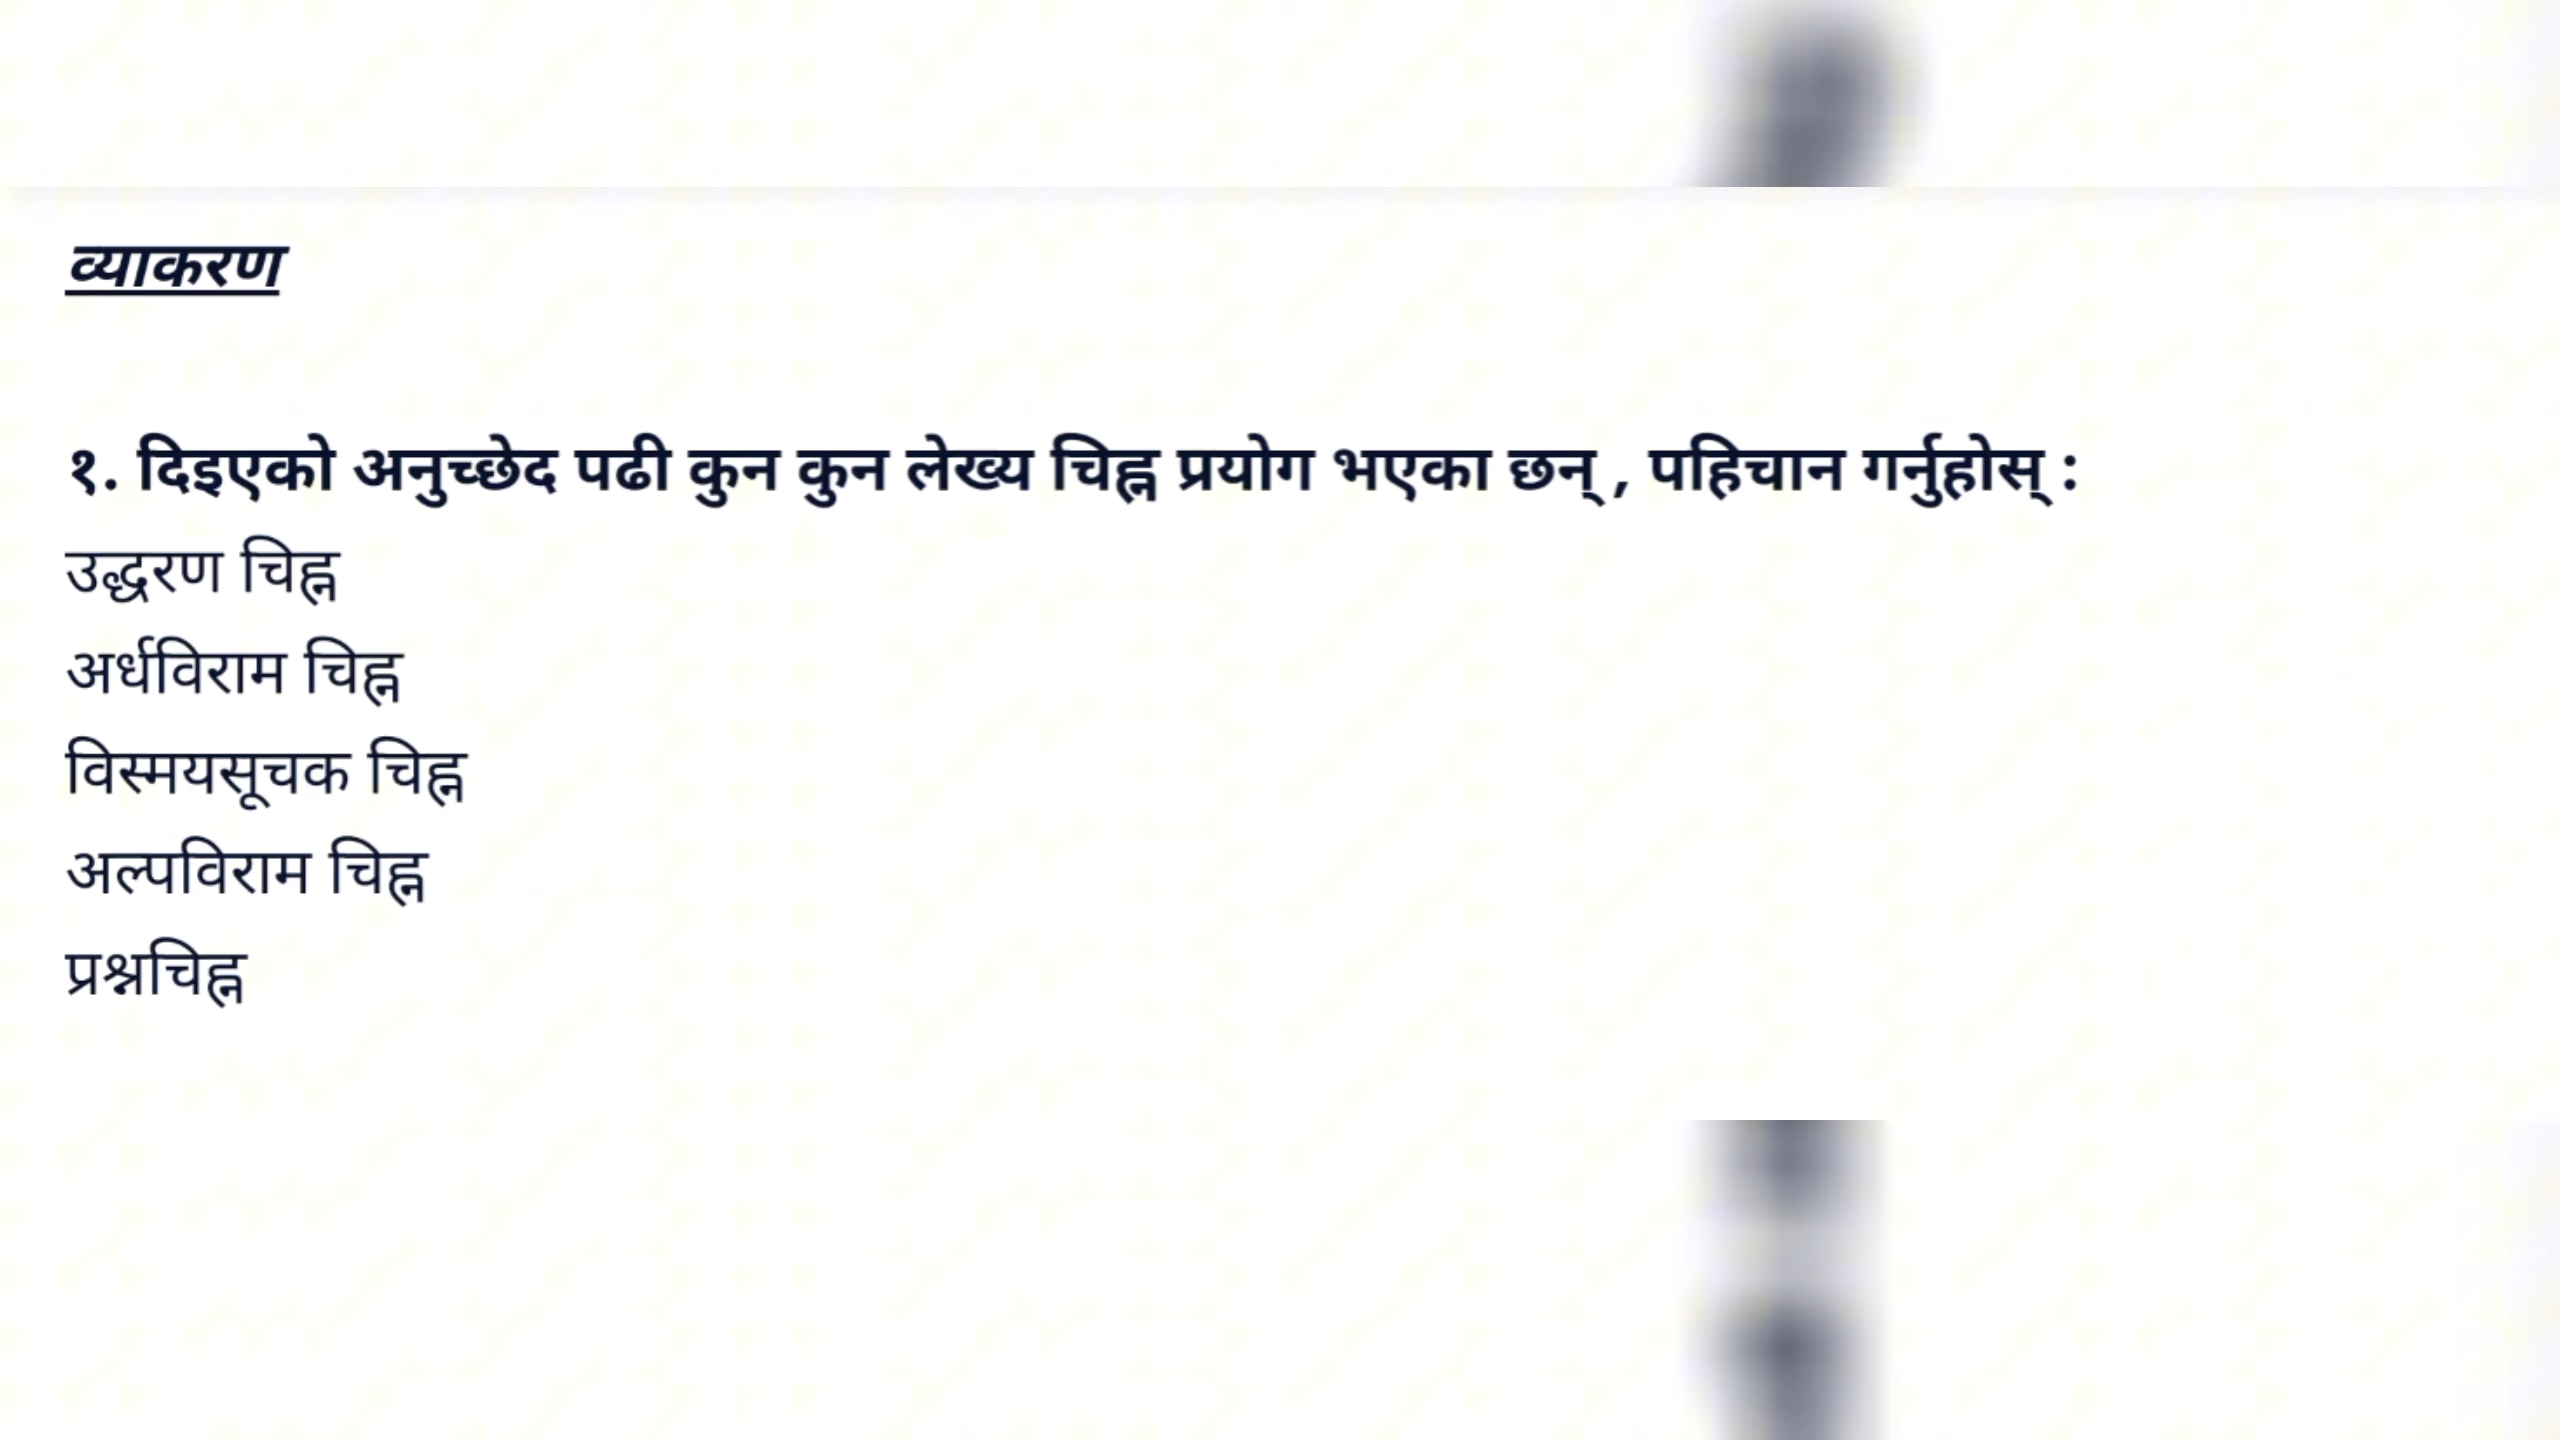 व्याकरण
१. दिइएको अनुच्छेद पढी कुन कुन लेख्य चिह्न प्रयोग भएका छन् , पहिचान गर्नुहोस् :
उद्धरण चिह्न
अर्धविराम चिह्न
विस्मयसूचक चिह्न
अल्पविराम चिह्न
प्रश्नचिह्न